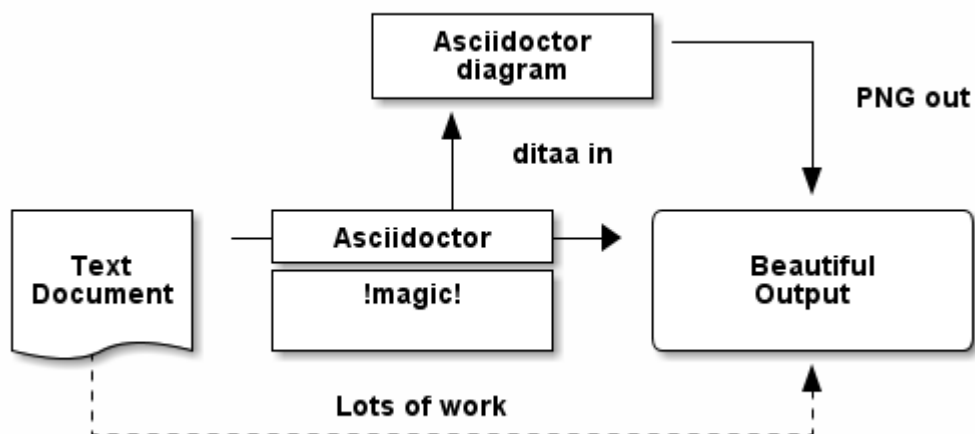 Asciidoctor
diagram
PNG out
ditaa in
Asciidoctor
Text
Document
!magic!
Beautiful
Output
Lots of work